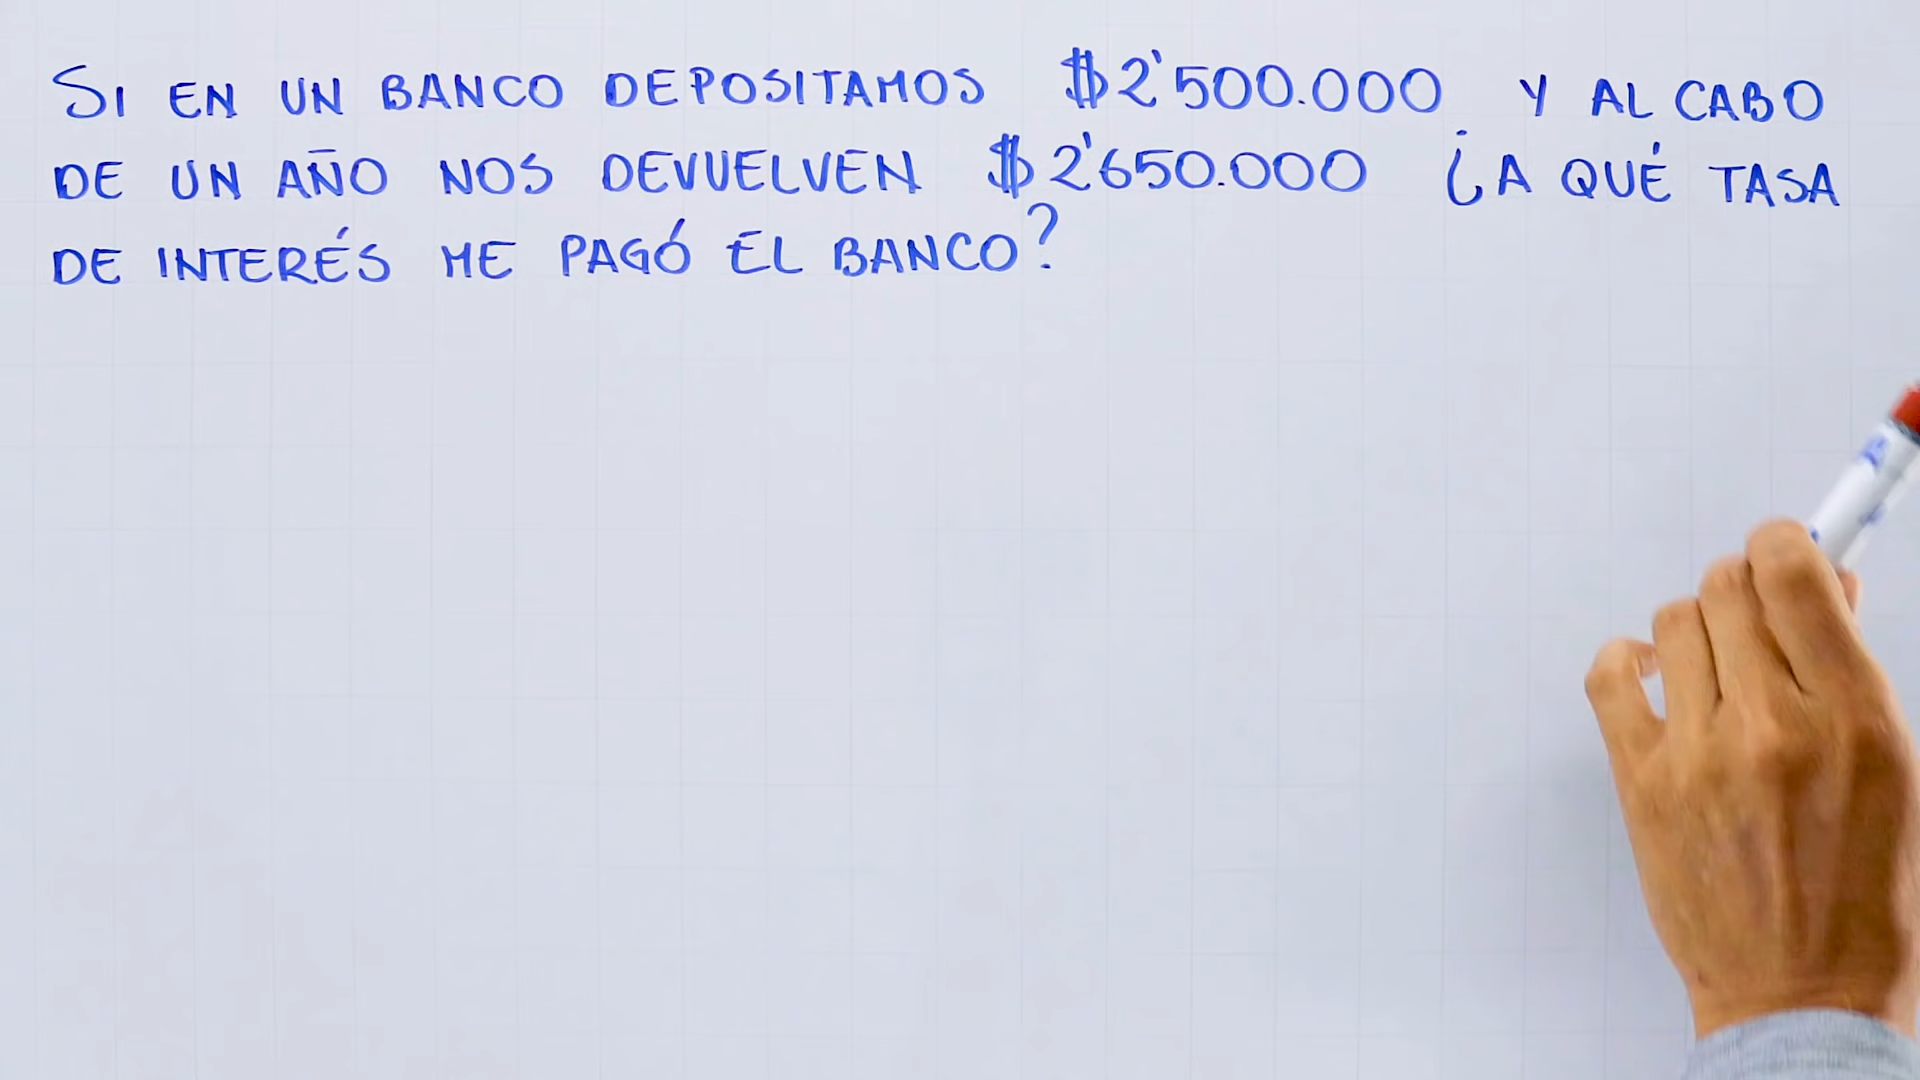 SI EN UN BANCO DEPOSITAMOS $2'500.000 Y AL CABO
DE UN AÑO NOS DEVUELVEN $2'650.000 ¿A QUÉ TASA
DE INTERÉS ME PAGÓ EL BANCO?